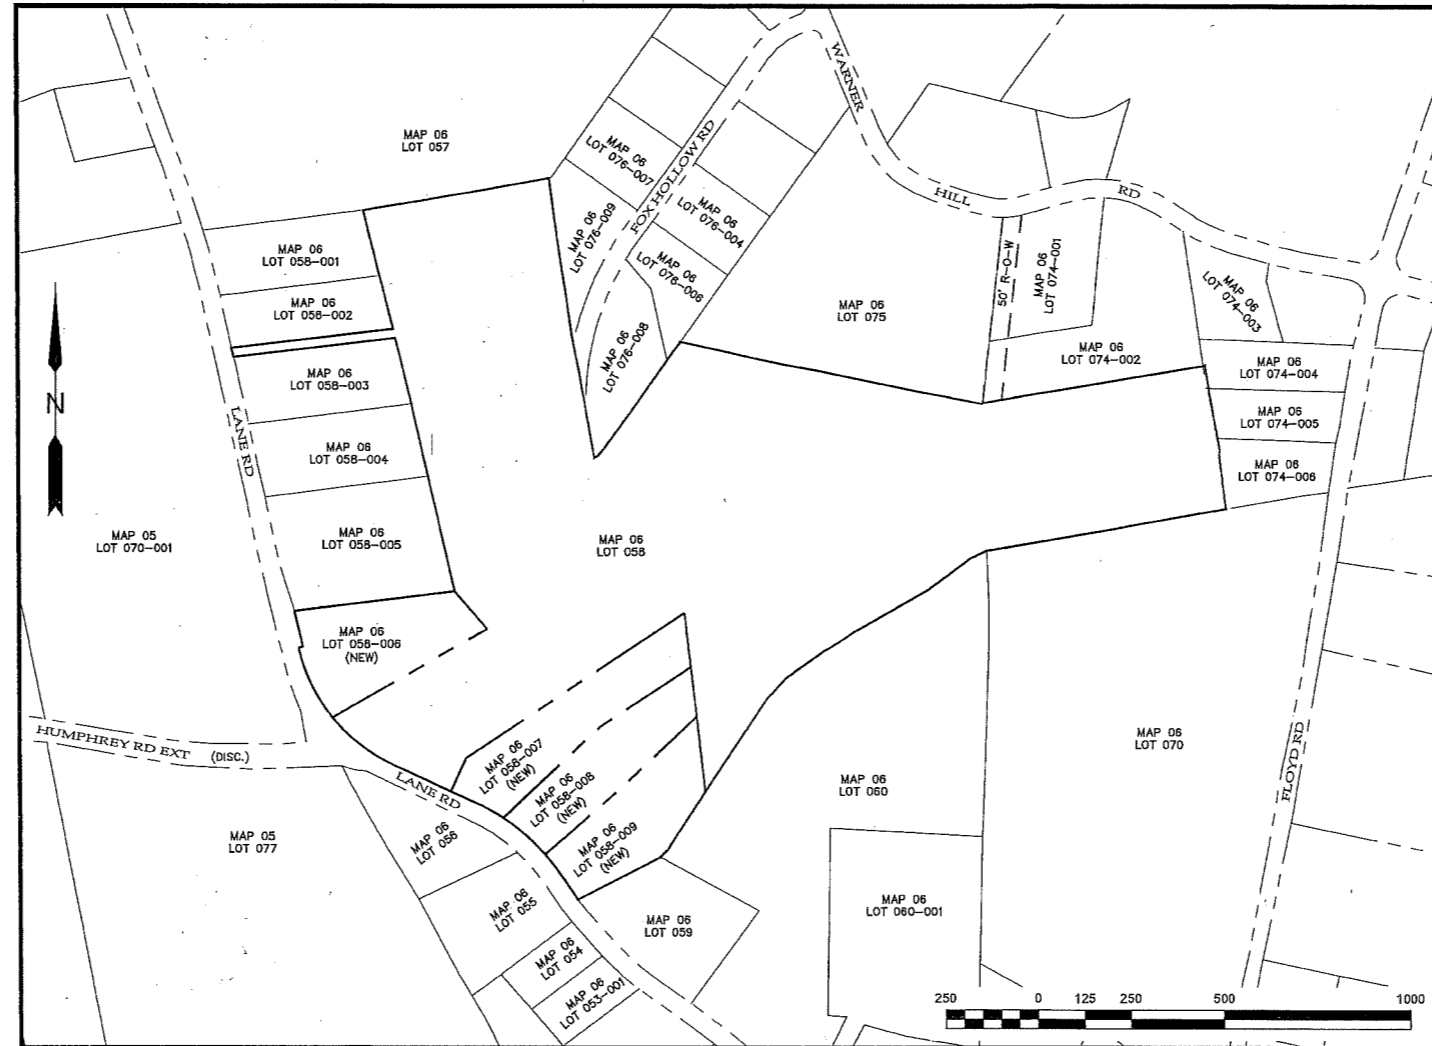 WARNER
HILL
RD
MAP 06
LOT 057
MAP 06
LOT 076-007
FOX HOLLOW RD
MAP 06
LOT 076-009
MAP 06
LOT 076-004
MAP 06
LOT 076-006
MAP 06
LOT 076-008
MAP 06
LOT 058-001
MAP 06
LOT 058-002
MAP 06
LOT 058-003
MAP 06
LOT 058-004
MAP 06
LOT 058-005
MAP 06
LOT 058-006
(NEW)
LANE RD
N
MAP 05
LOT 070-001
MAP 06
LOT 058
MAP 06
LOT 075
50' R-O-W
MAP 06
LOT 074-001
MAP 06
LOT 074-002
MAP 06
LOT 074-003
MAP 06
LOT 074-004
MAP 06
LOT 074-005
MAP 06
LOT 074-006
HUMPHREY RD EXT
(DISC.)
LANE RD
MAP 06
LOT 058-007
(NEW)
MAP 06
LOT 058-008
(NEW)
MAP 06
LOT 058-009
(NEW)
MAP 05
LOT 077
MAP 06
LOT 056
MAP 06
LOT 055
MAP 06
LOT 054
MAP 06
LOT 053-001
MAP 06
LOT 059
MAP 06
LOT 060
MAP 06
LOT 060-001
MAP 06
LOT 070
FLOYD RD
250 0 125 250 500 1000